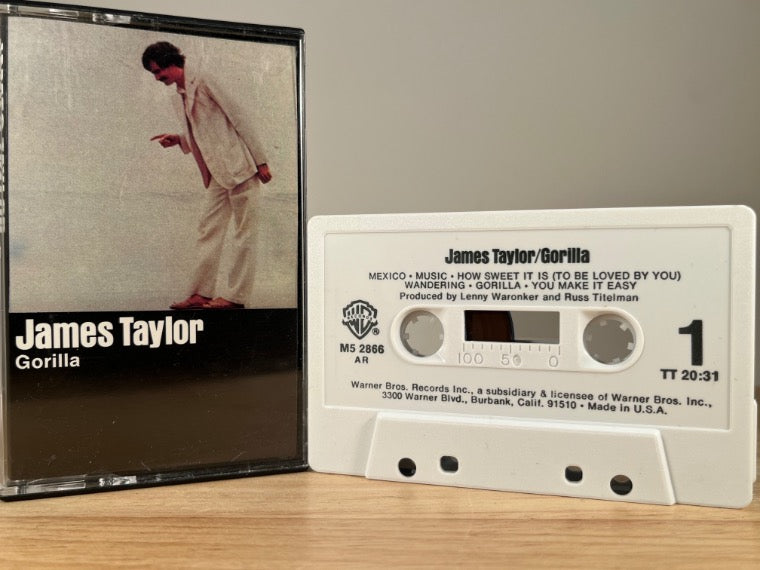 James Taylor
Gorilla
James Taylor/Gorilla
MEXICO • MUSIC • HOW SWEET IT IS (TO BE LOVED BY YOU)
WANDERING • GORILLA • YOU MAKE IT EASY
Produced by Lenny Waronker and Russ Titelman
M5 2866
AR
100 50 0
1
TT 20:31
Warner Bros. Records Inc., a subsidiary & licensee of Warner Bros. Inc.,
3300 Warner Blvd., Burbank, Calif. 91510 • Made in U.S.A.